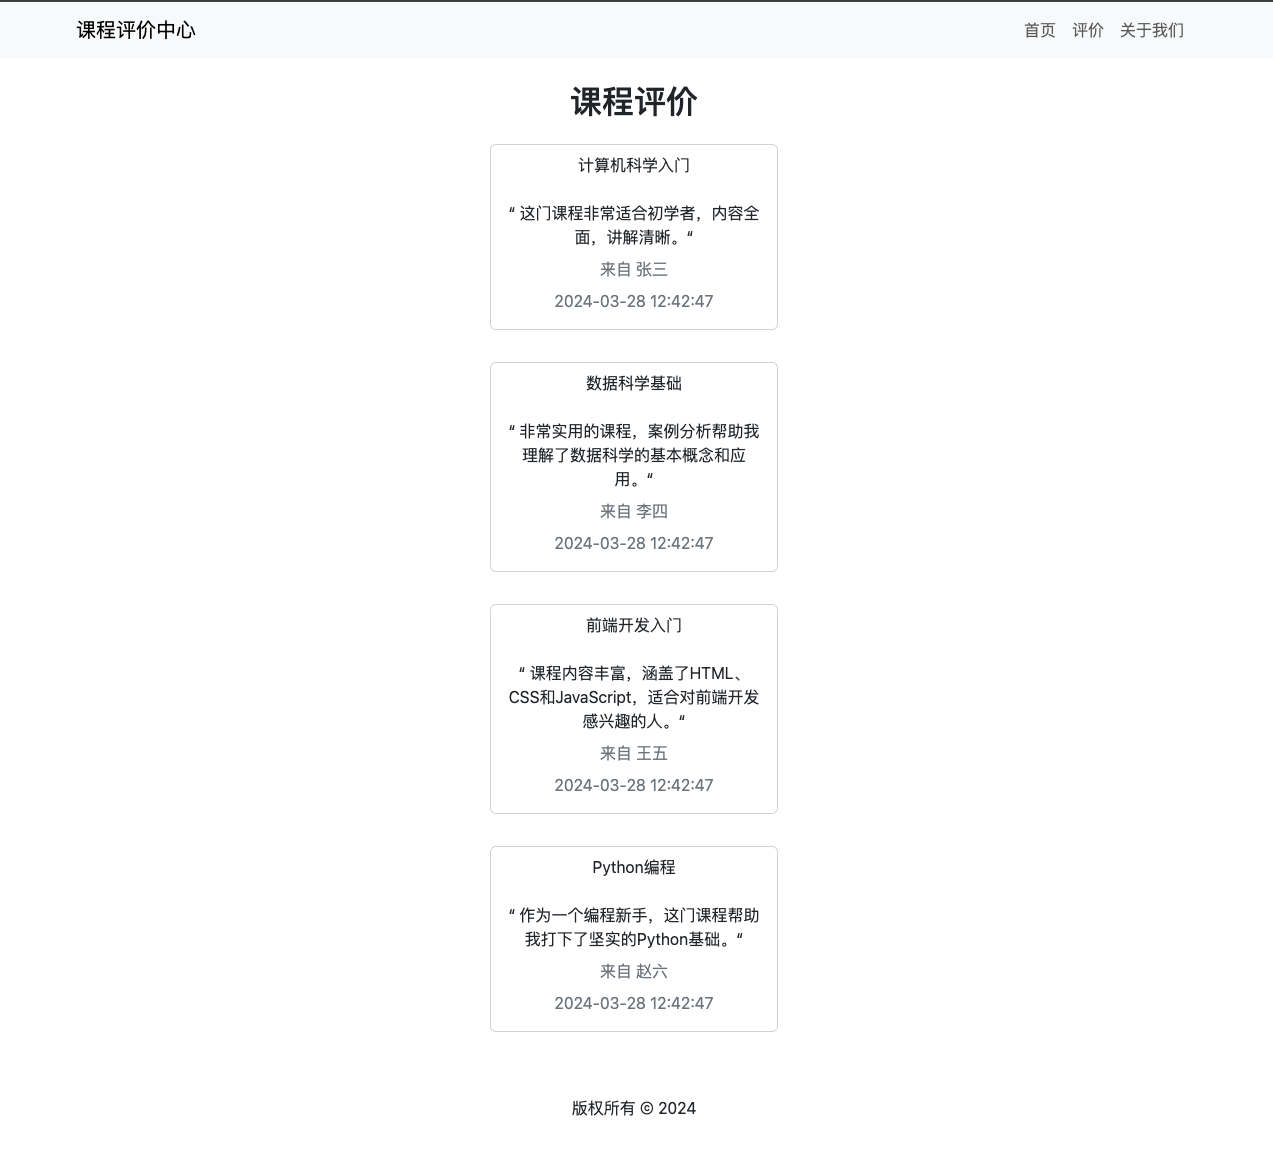 课程评价中心
首页 评价 关于我们
课程评价
计算机科学入门
“ 这门课程非常适合初学者，内容全
面，讲解清晰。“
来自 张三
2024-03-28 12:42:47
数据科学基础
“ 非常实用的课程，案例分析帮助我
理解了数据科学的基本概念和应
用。“
来自 李四
2024-03-28 12:42:47
前端开发入门
“ 课程内容丰富，涵盖了HTML、
CSS和JavaScript，适合对前端开发
感兴趣的人。“
来自 王五
2024-03-28 12:42:47
Python编程
“ 作为一个编程新手，这门课程帮助
我打下了坚实的Python基础。“
来自 赵六
2024-03-28 12:42:47
版权所有 © 2024